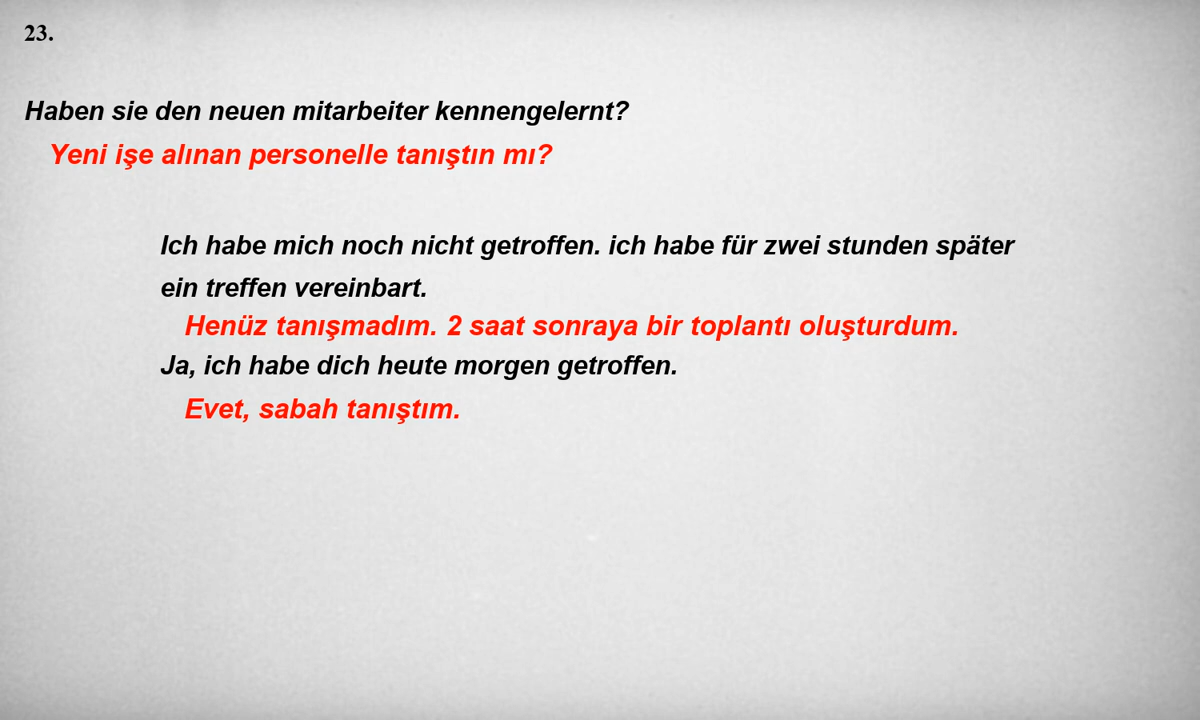 23.
Haben sie den neuen mitarbeiter kennengelernt?
Yeni işe alınan personelle tanıştın mı?
Ich habe mich noch nicht getroffen. ich habe für zwei stunden später
ein treffen vereinbart.
Henüz tanışmadım. 2 saat sonraya bir toplantı oluşturdum.
Ja, ich habe dich heute morgen getroffen.
Evet, sabah tanıştım.